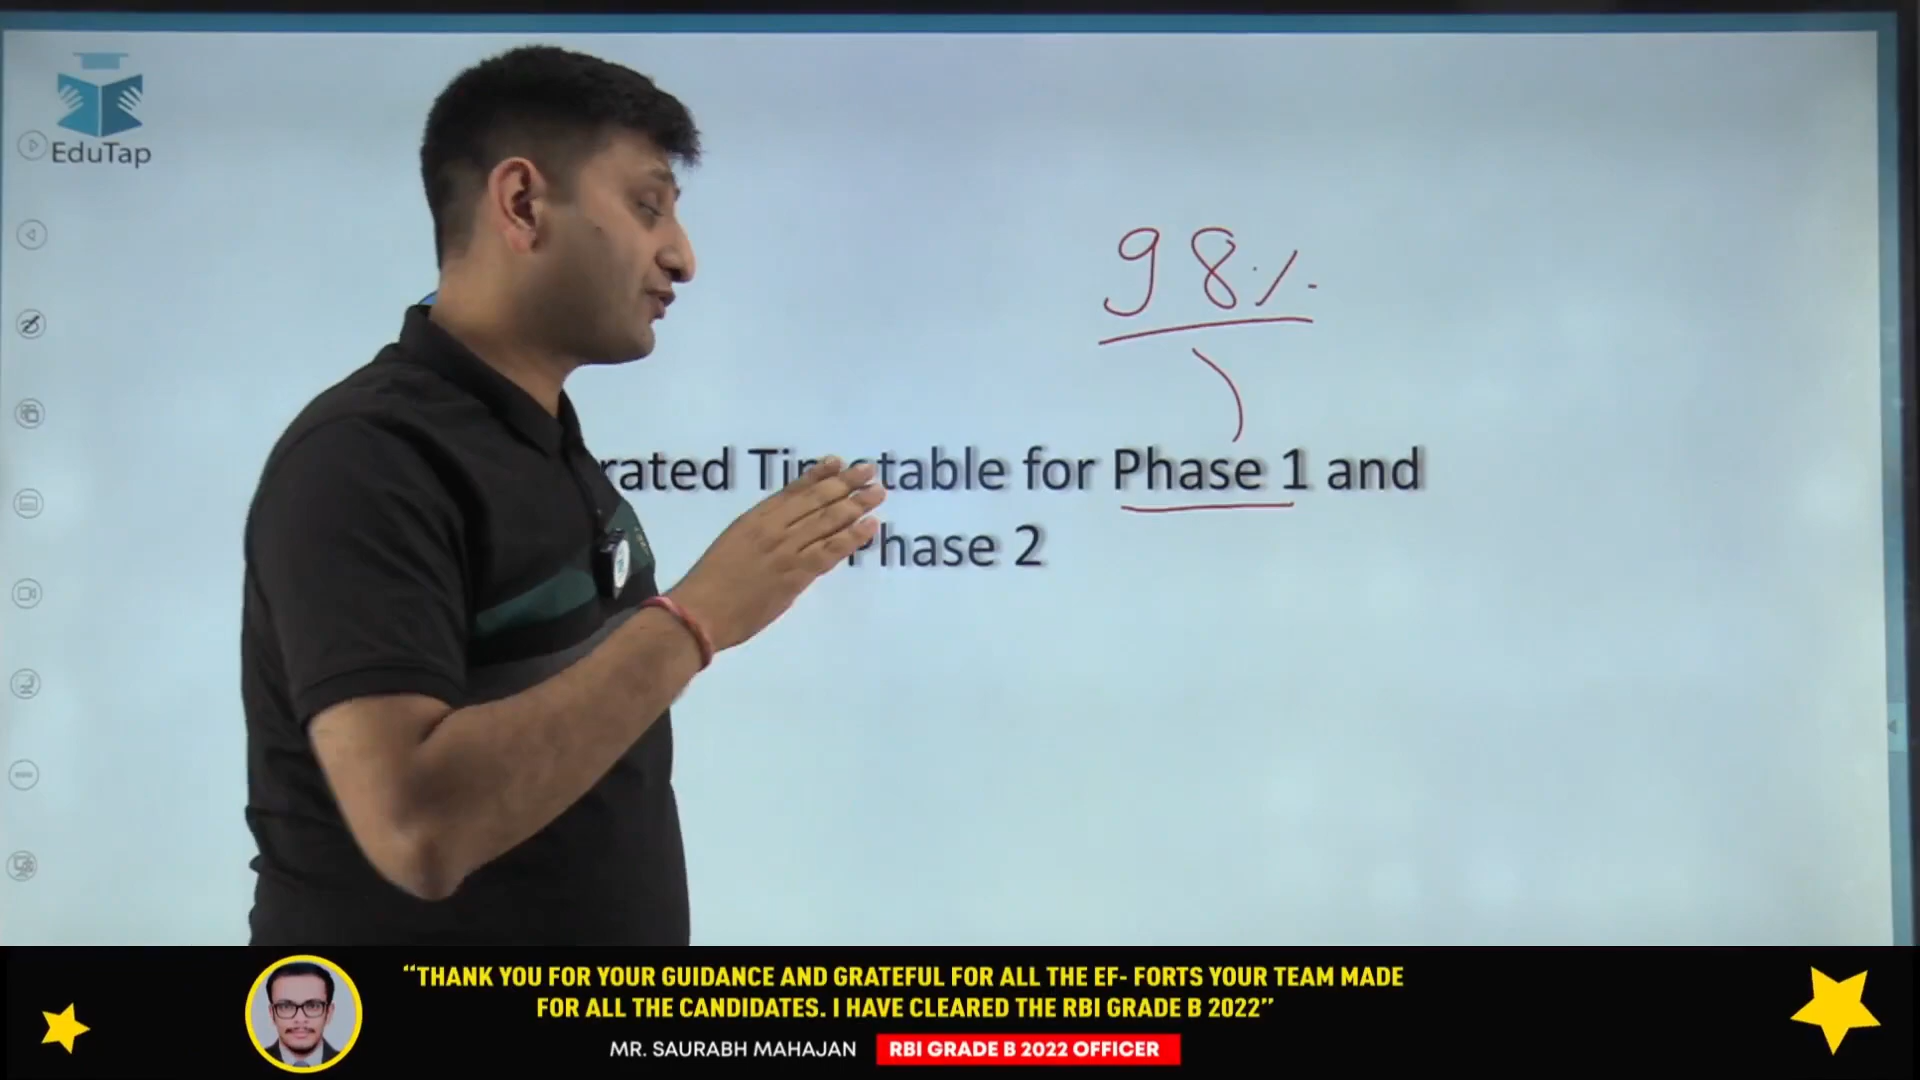 EduTap
98%
rated Timetable for Phase 1 and
Phase 2
“THANK YOU FOR YOUR GUIDANCE AND GRATEFUL FOR ALL THE EF- FORTS YOUR TEAM MADE
FOR ALL THE CANDIDATES. I HAVE CLEARED THE RBI GRADE B 2022”
MR. SAURABH MAHAJAN RBI GRADE B 2022 OFFICER